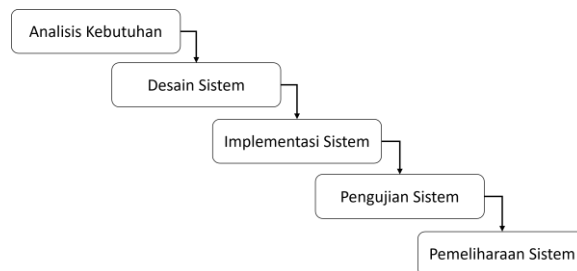 Analisis Kebutuhan
Desain Sistem
Implementasi Sistem
Pengujian Sistem
Pemeliharaan Sistem